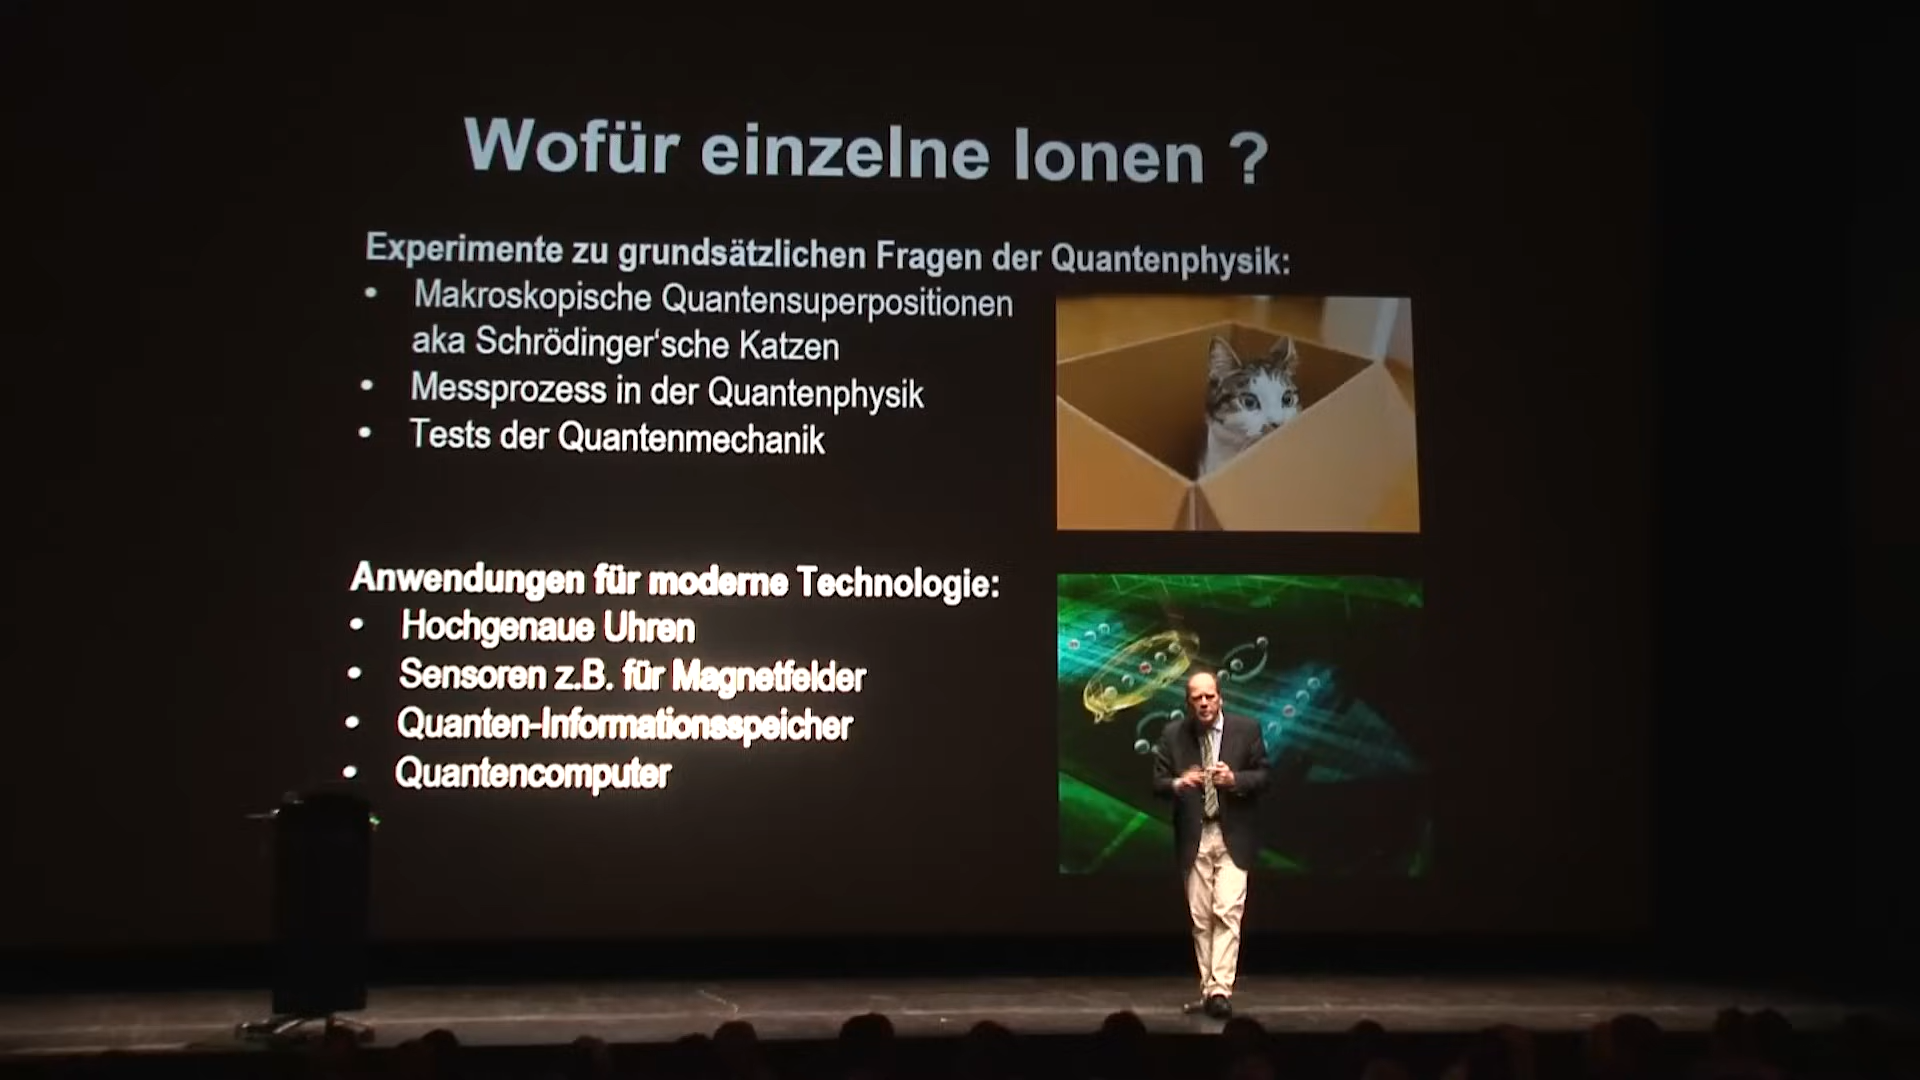 Wofür einzelne Ionen ?
Experimente zu grundsätzlichen Fragen der Quantenphysik:
• Makroskopische Quantensuperpositionen
aka Schrödinger‘sche Katzen
• Messprozess in der Quantenphysik
• Tests der Quantenmechanik
Anwendungen für moderne Technologie:
• Hochgenaue Uhren
• Sensoren z.B. für Magnetfelder
• Quanten-Informationsspeicher
• Quantencomputer